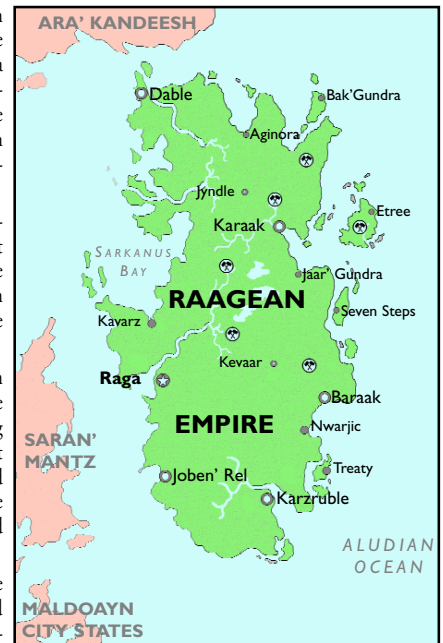 ARA' KANDEESH
Dable
Bak'Gundra
Aginora
Jyndle
Etree
Karaak
SARKANUS
BAY
Jaar' Gundra
RAAGEAN
Seven Steps
Kavarz
Kevaar
Raga
Baraak
EMPIRE
Nwarjic
SARAN'
MANTZ
Treaty
Joben' Rel
Karzruble
ALUDIAN
OCEAN
MALDOAYN
CITY STATES